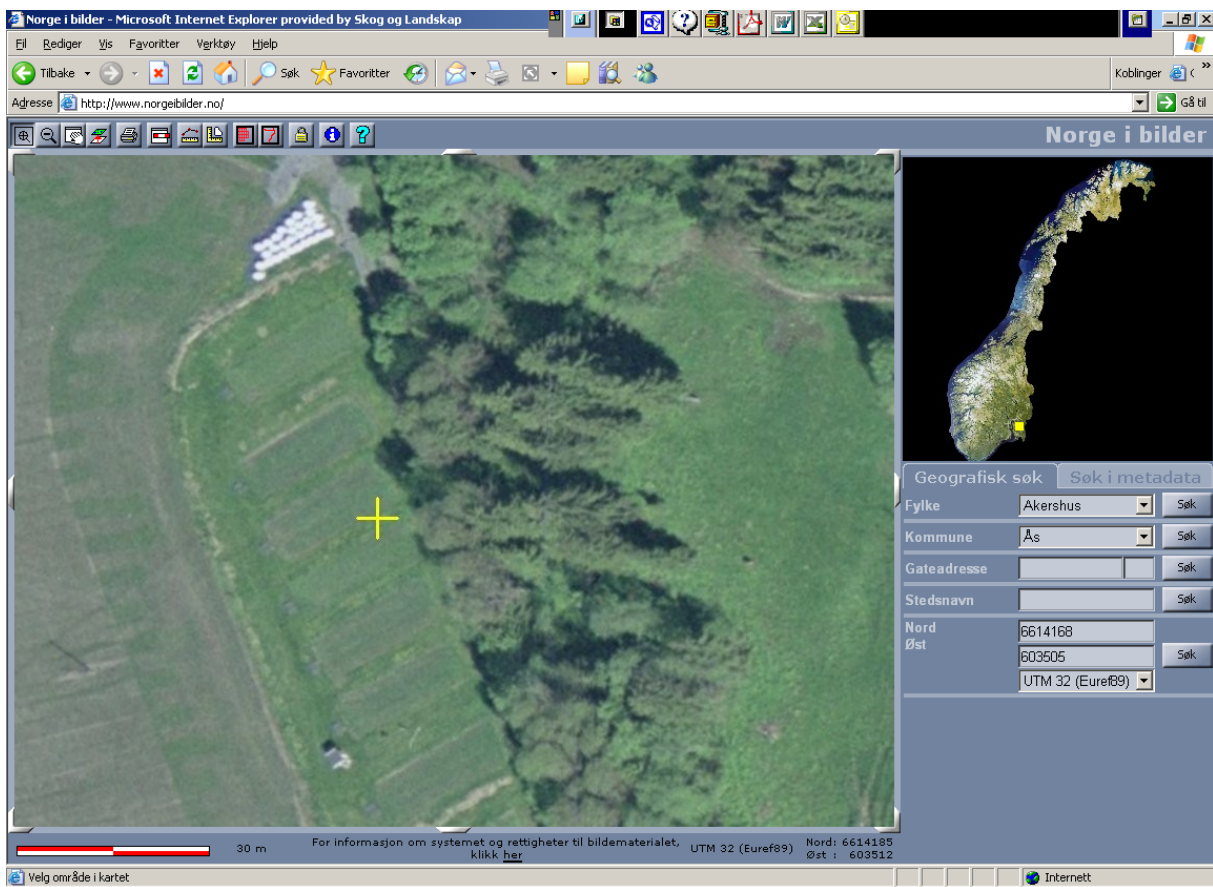 Norge i bilder - Microsoft Internet Explorer provided by Skog og Landskap
Fil Rediger Vis Favoritter Verktøy Hjelp
Tilbake Søk Favoritter Koblinger
Adresse http://www.norgeibilder.no/ Gå til
Norge i bilder
Geografisk søk Søk i metadata
Fylke Akershus Søk
Kommune Ås Søk
Gateadresse Søk
Stedsnavn Søk
Nord 6614168
Øst 603505 Søk
UTM 32 (Euref89)
30 m For informasjon om systemet og rettigheter til bildematerialet, klikk her UTM 32 (Euref89) Nord: 6614185
Øst : 603512
Velg område i kartet Internett